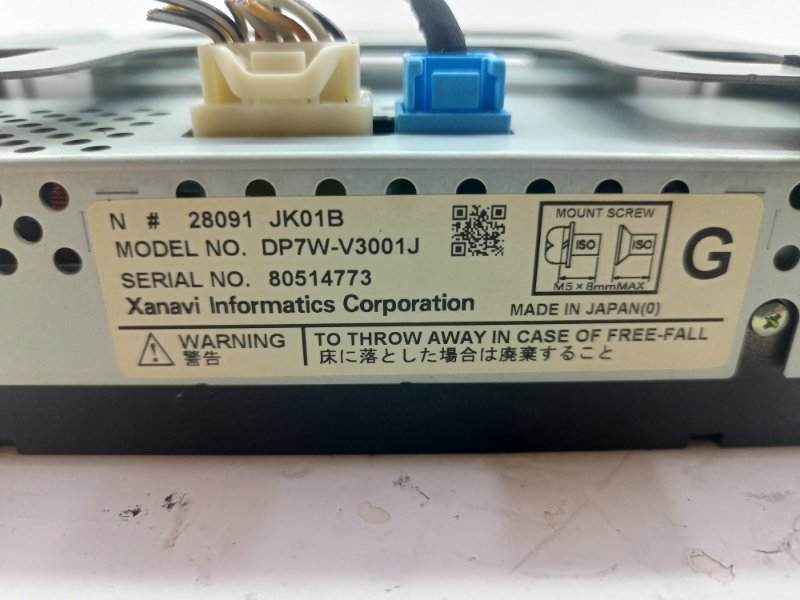 N # 28091 JK01B
MODEL NO. DP7W-V3001J
SERIAL NO. 80514773
Xanavi Informatics Corporation
MOUNT SCREW
ISO ISO
M5×8mmMAX
G
MADE IN JAPAN(0)
WARNING
警告
TO THROW AWAY IN CASE OF FREE-FALL
床に落とした場合は廃棄すること